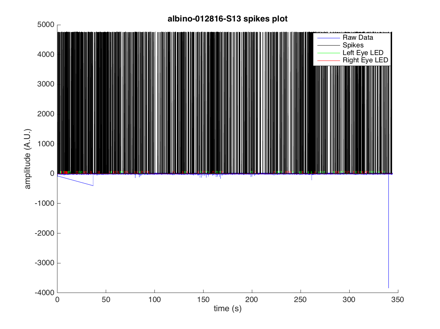 albino-012816-S13 spikes plot
5000
4000
3000
2000
1000
0
-1000
-2000
-3000
-4000
amplitude (A.U.)
Raw Data
Spikes
Left Eye LED
Right Eye LED
0
50
100
150
200
250
300
350
time (s)